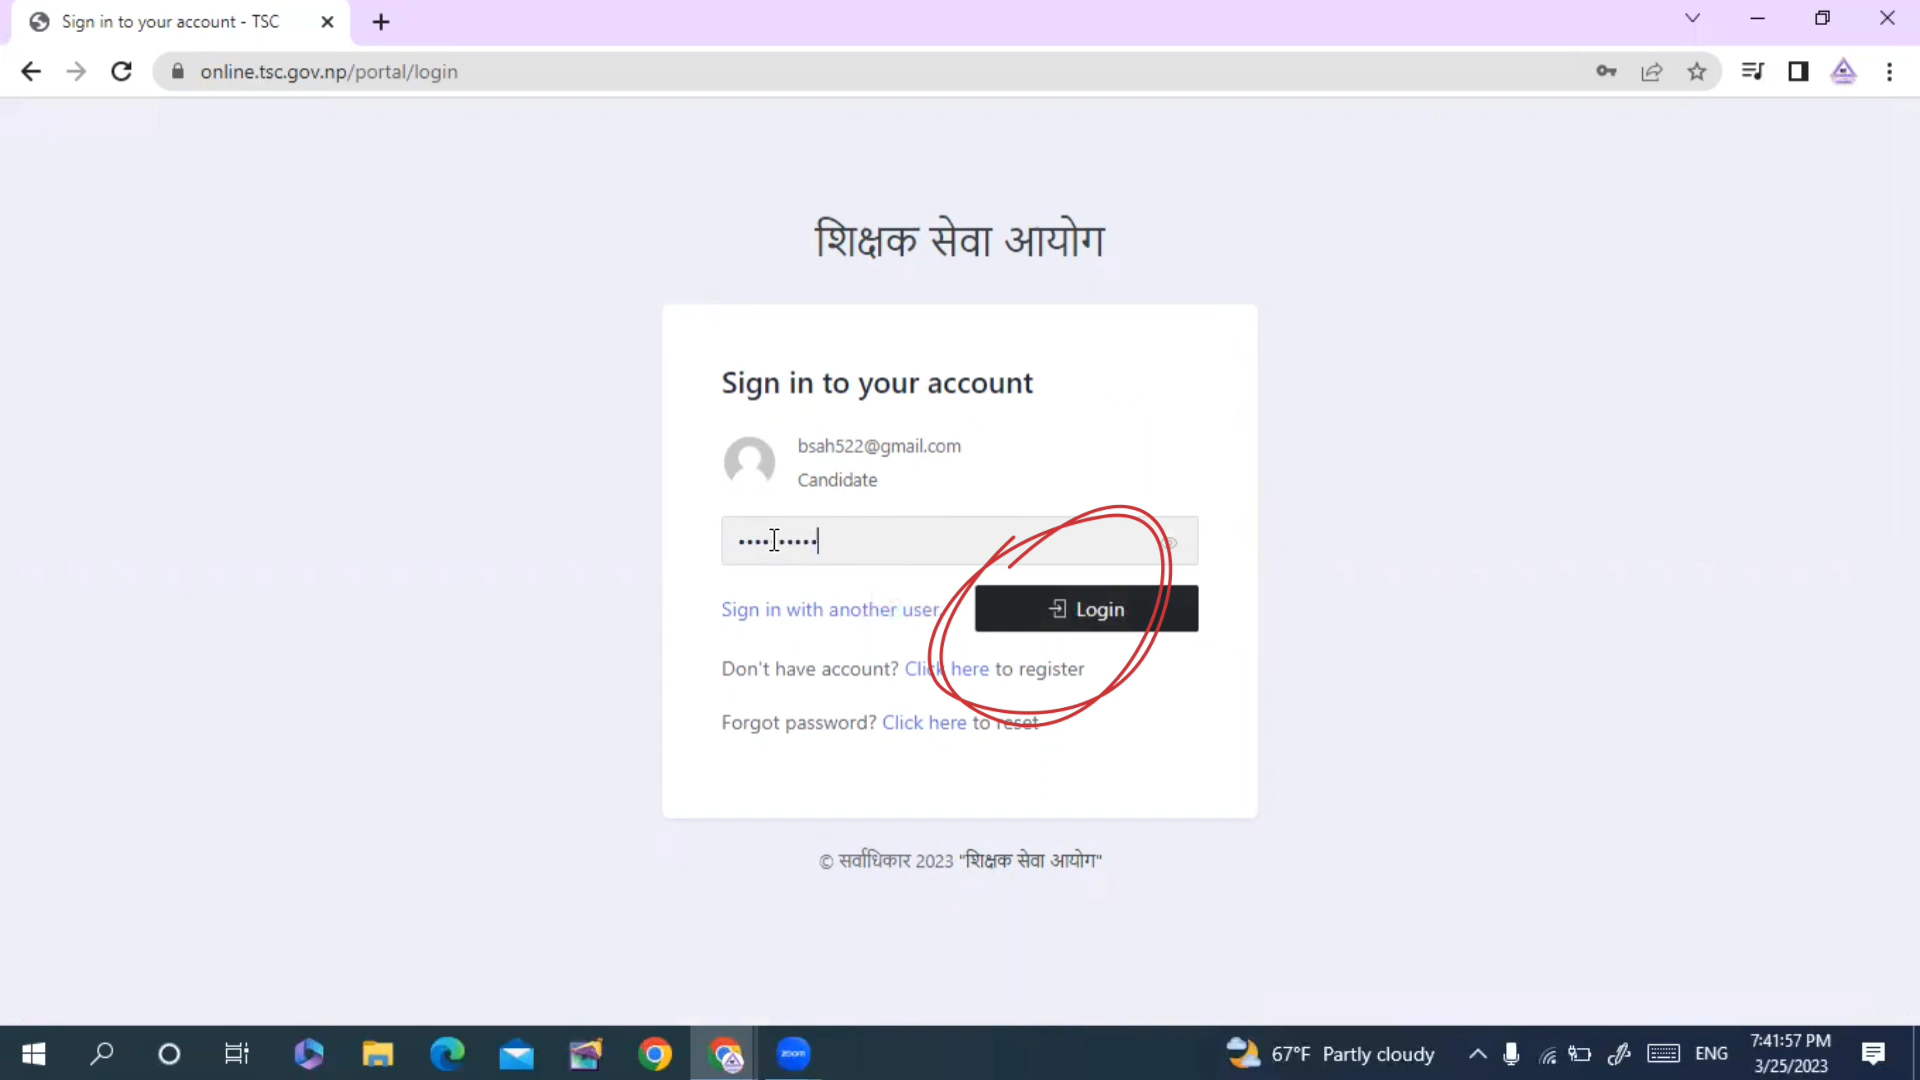 Sign in to your account - TSC
online.tsc.gov.np/portal/login
शिक्षक सेवा आयोग
Sign in to your account
bsah522@gmail.com
Candidate
Sign in with another user.
Login
Don't have account? Click here to register
Forgot password? Click here to reset
© सर्वाधिकार 2023 "शिक्षक सेवा आयोग"
zoom
67°F Partly cloudy
ENG
7:41:57 PM
3/25/2023